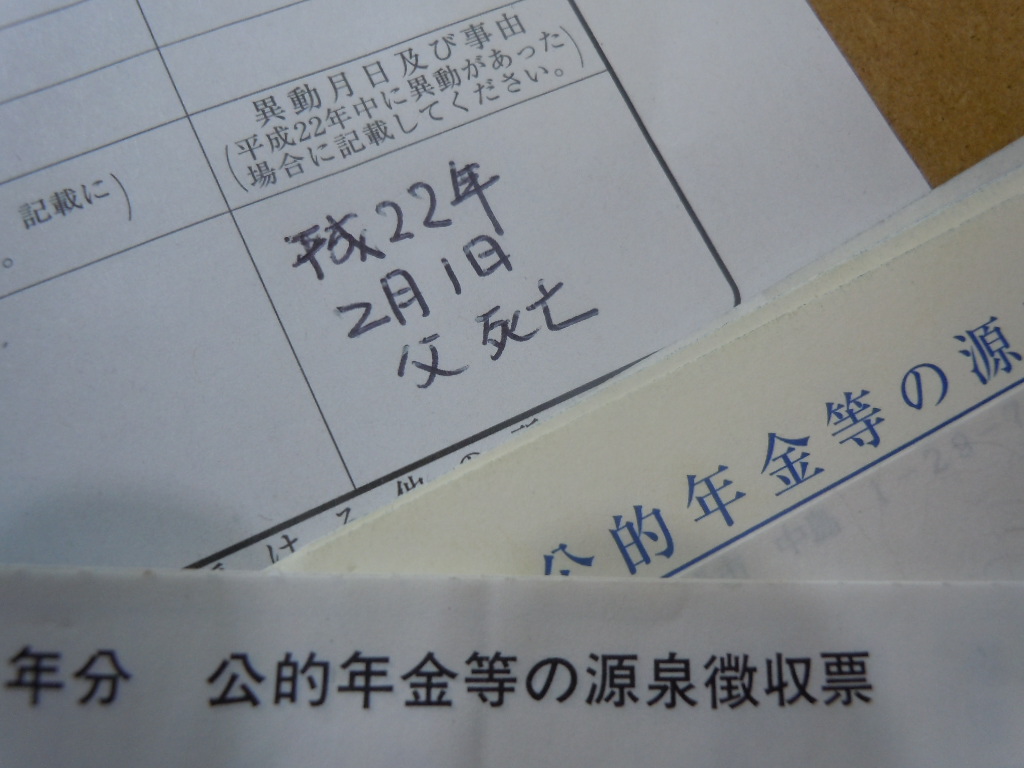 異動月日及び事由
(平成22年中に異動があった
場合に記載してください。)
記載に)
。
平成22年
2月1日
父 死亡
公的年金等の源
年分 公的年金等の源泉徴収票